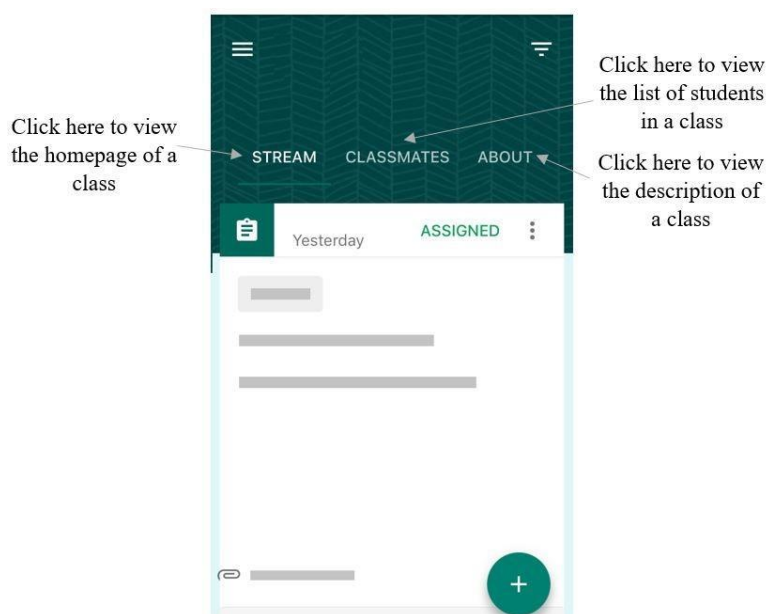 Click here to view
the list of students
in a class
Click here to view
the homepage of a
class
STREAM CLASSMATES ABOUT
Click here to view
the description of
a class
Yesterday ASSIGNED